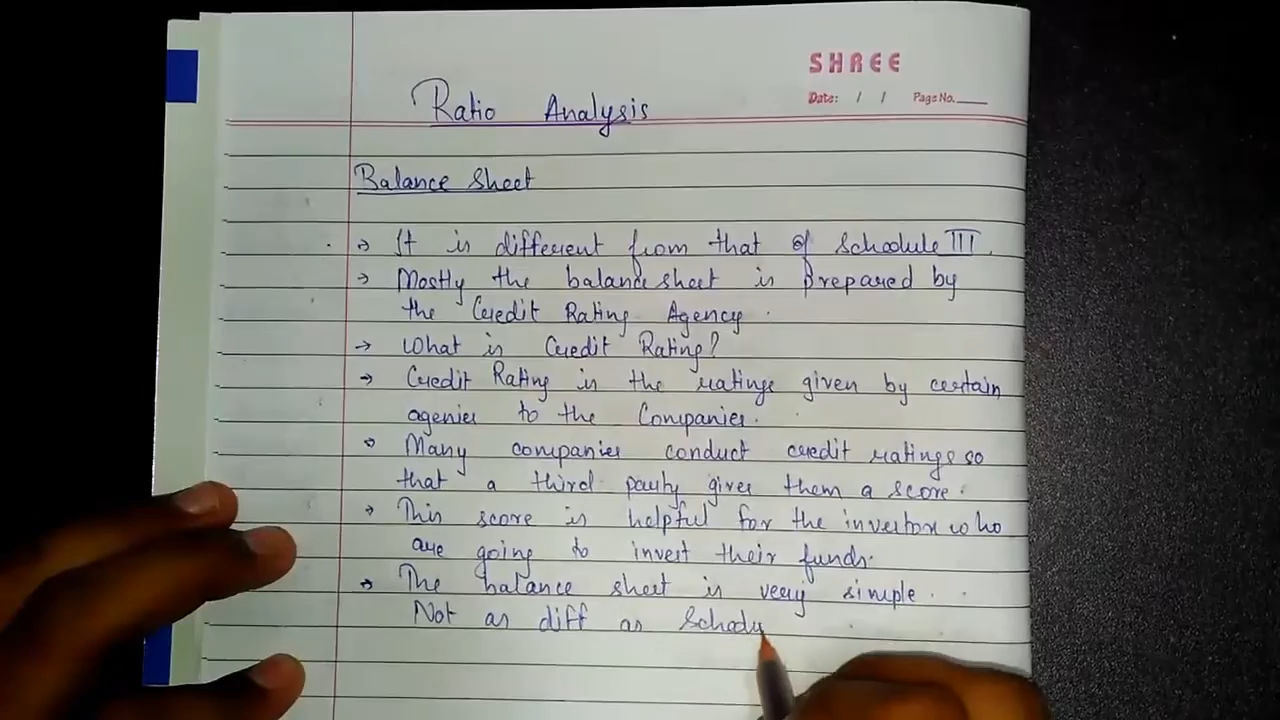 SHREE
Date: / / Page No.
Ratio Analysis
Balance Sheet
→ It is different from that of Schedule III.
→ Mostly the balance sheet is prepared by
the Credit Rating Agency.
→ What is Credit Rating?
→ Credit Rating is the ratings given by certain
agenies to the Companies.
→ Many companies conduct credit ratings so
that a third party gives them a score.
→ This score is helpful for the investors who
are going to invest their funds.
→ The balance sheet is very simple.
Not as diff as Schedu